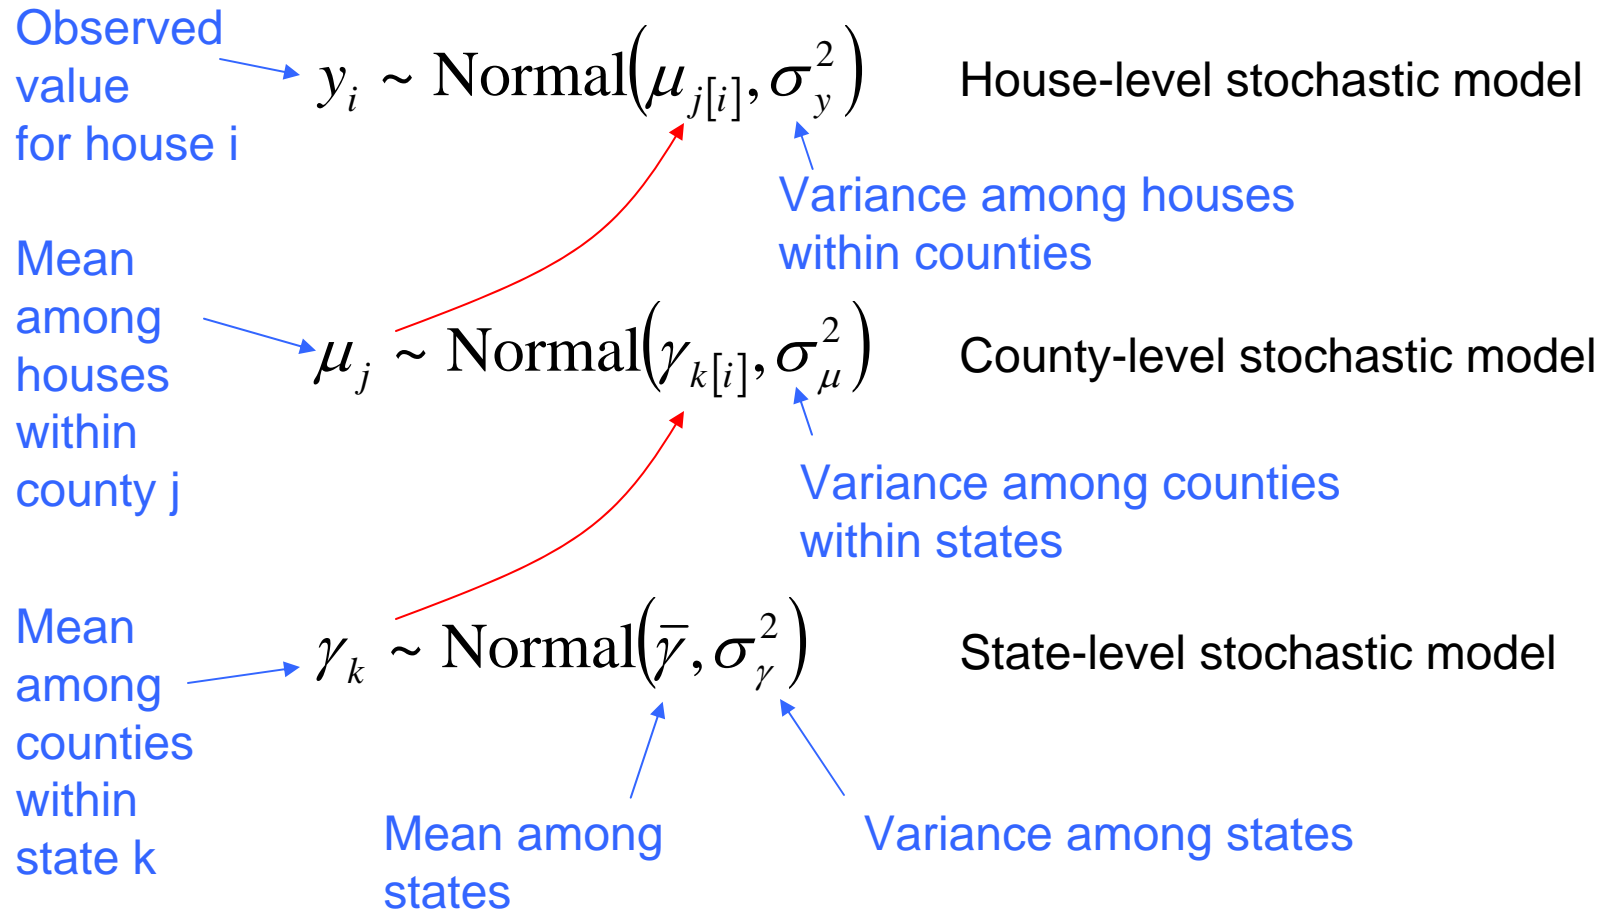 Observed
value
for house i
y_i ~ Normal(μ_{j[i]}, σ_y^2)
House-level stochastic model
Variance among houses
within counties
Mean
among
houses
within
county j
μ_j ~ Normal(γ_{k[i]}, σ_μ^2)
County-level stochastic model
Variance among counties
within states
Mean
among
counties
within
state k
γ_k ~ Normal(γ̅, σ_γ^2)
State-level stochastic model
Mean among
states
Variance among states